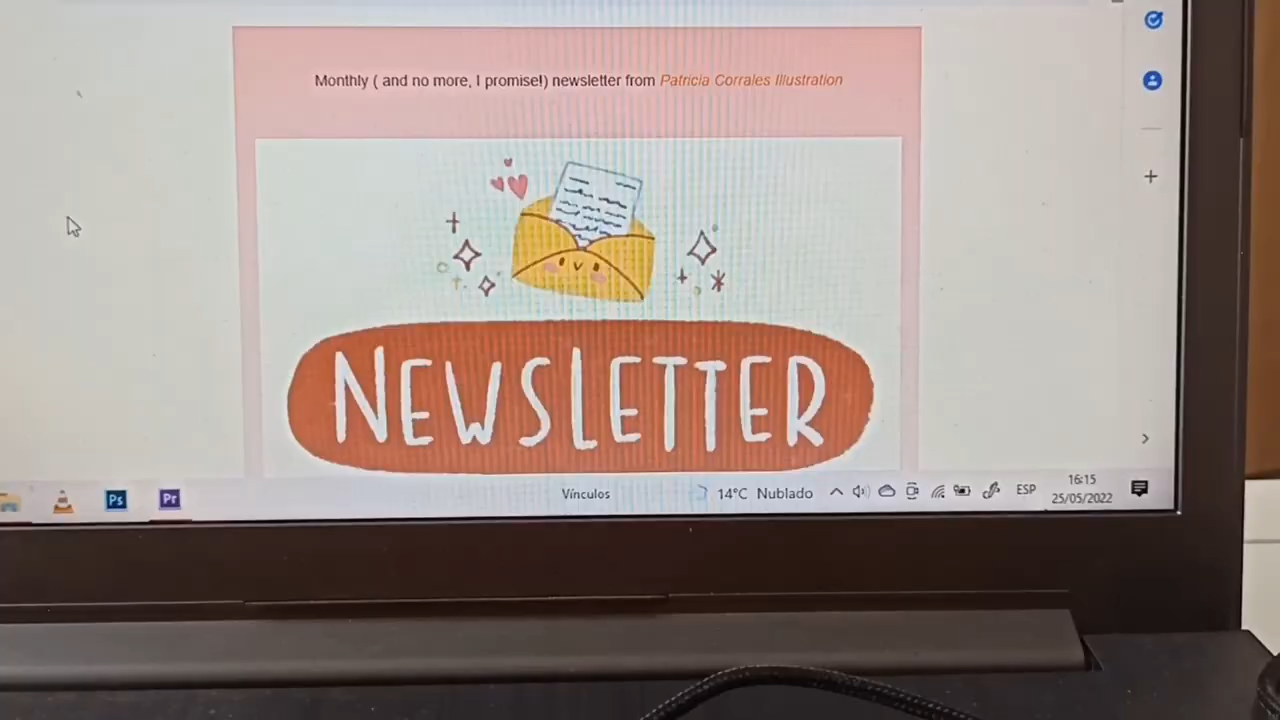 Monthly ( and no more, I promise!) newsletter from Patricia Corrales Illustration
NEWSLETTER
Ps
Pr
Vínculos
14°C Nublado
ESP
16:15
25/05/2022